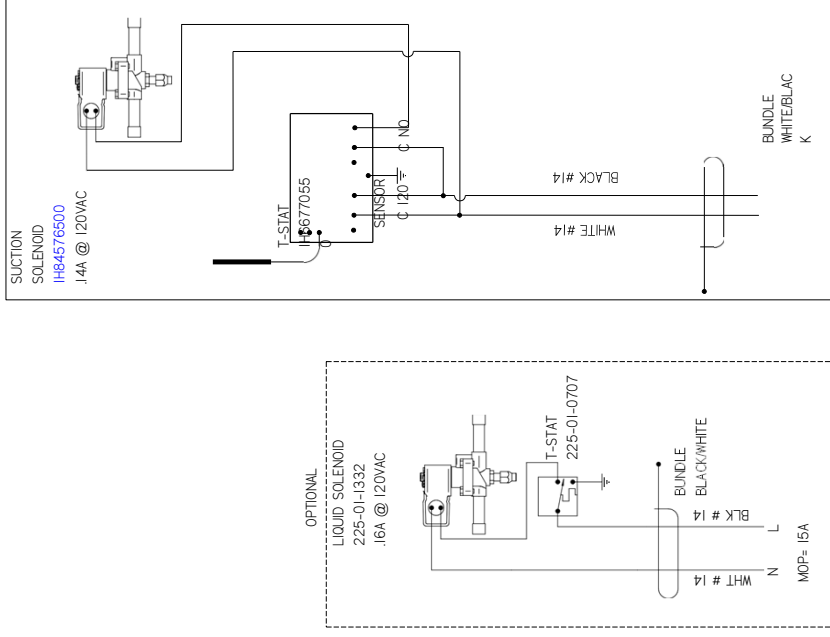 SUCTION
SOLENOID
IH84576500
.14A @ 120VAC
T-STAT
IH5677055
0
SENSOR
C 120
C NO
BLACK #14
WHITE #14
BUNDLE
WHITE/BLAC
K
OPTIONAL
LIQUID SOLENOID
225-01-1332
.16A @ 120VAC
T-STAT
225-01-0707
BUNDLE
BLACK/WHITE
BLK # 14
WHT # 14
L
N
MOP= 15A